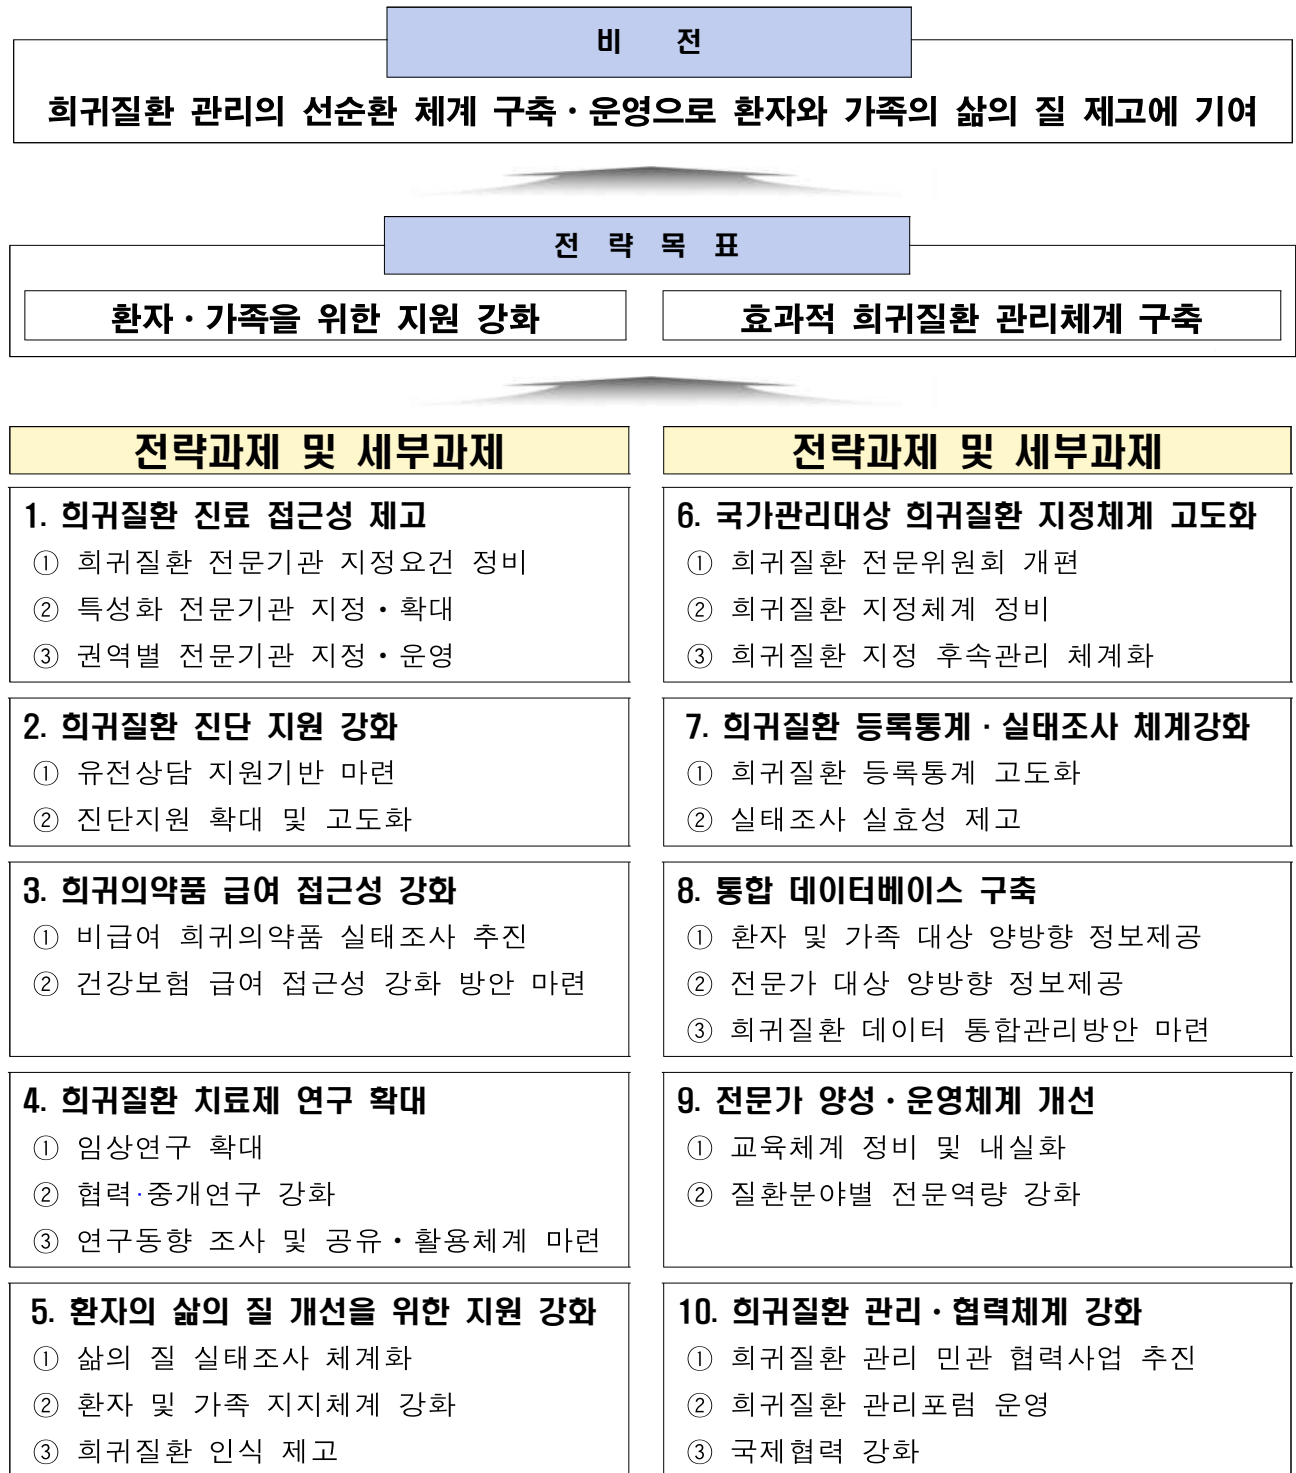 비 전
희귀질환 관리의 선순환 체계 구축·운영으로 환자와 가족의 삶의 질 제고에 기여
전 략 목 표
환자·가족을 위한 지원 강화
효과적 희귀질환 관리체계 구축
전략과제 및 세부과제
1. 희귀질환 진료 접근성 제고
① 희귀질환 전문기관 지정요건 정비
② 특성화 전문기관 지정·확대
③ 권역별 전문기관 지정·운영
2. 희귀질환 진단 지원 강화
① 유전상담 지원기반 마련
② 진단지원 확대 및 고도화
3. 희귀의약품 급여 접근성 강화
① 비급여 희귀의약품 실태조사 추진
② 건강보험 급여 접근성 강화 방안 마련
4. 희귀질환 치료제 연구 확대
① 임상연구 확대
② 협력·중개연구 강화
③ 연구동향 조사 및 공유·활용체계 마련
5. 환자의 삶의 질 개선을 위한 지원 강화
① 삶의 질 실태조사 체계화
② 환자 및 가족 지지체계 강화
③ 희귀질환 인식 제고
전략과제 및 세부과제
6. 국가관리대상 희귀질환 지정체계 고도화
① 희귀질환 전문위원회 개편
② 희귀질환 지정체계 정비
③ 희귀질환 지정 후속관리 체계화
7. 희귀질환 등록통계·실태조사 체계강화
① 희귀질환 등록통계 고도화
② 실태조사 실효성 제고
8. 통합 데이터베이스 구축
① 환자 및 가족 대상 양방향 정보제공
② 전문가 대상 양방향 정보제공
③ 희귀질환 데이터 통합관리방안 마련
9. 전문가 양성·운영체계 개선
① 교육체계 정비 및 내실화
② 질환분야별 전문역량 강화
10. 희귀질환 관리·협력체계 강화
① 희귀질환 관리 민관 협력사업 추진
② 희귀질환 관리포럼 운영
③ 국제협력 강화